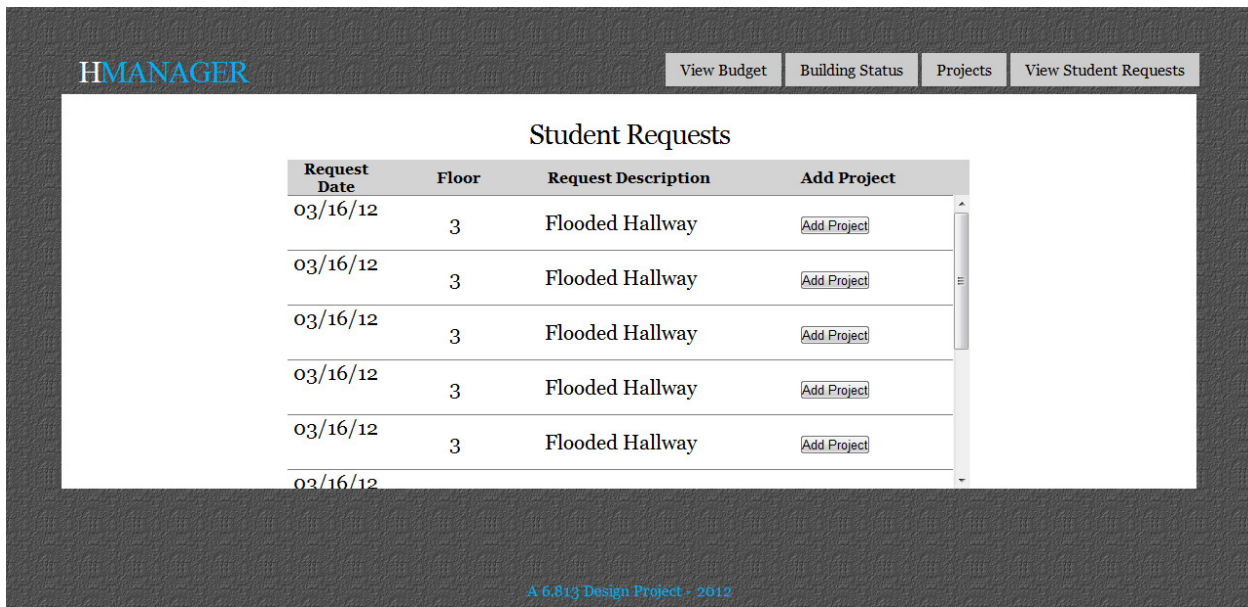 HMANAGER
View Budget Building Status Projects View Student Requests
Student Requests
Request Date Floor Request Description Add Project
03/16/12 3 Flooded Hallway Add Project
03/16/12 3 Flooded Hallway Add Project
03/16/12 3 Flooded Hallway Add Project
03/16/12 3 Flooded Hallway Add Project
03/16/12 3 Flooded Hallway Add Project
03/16/12
A 6.813 Design Project - 2012